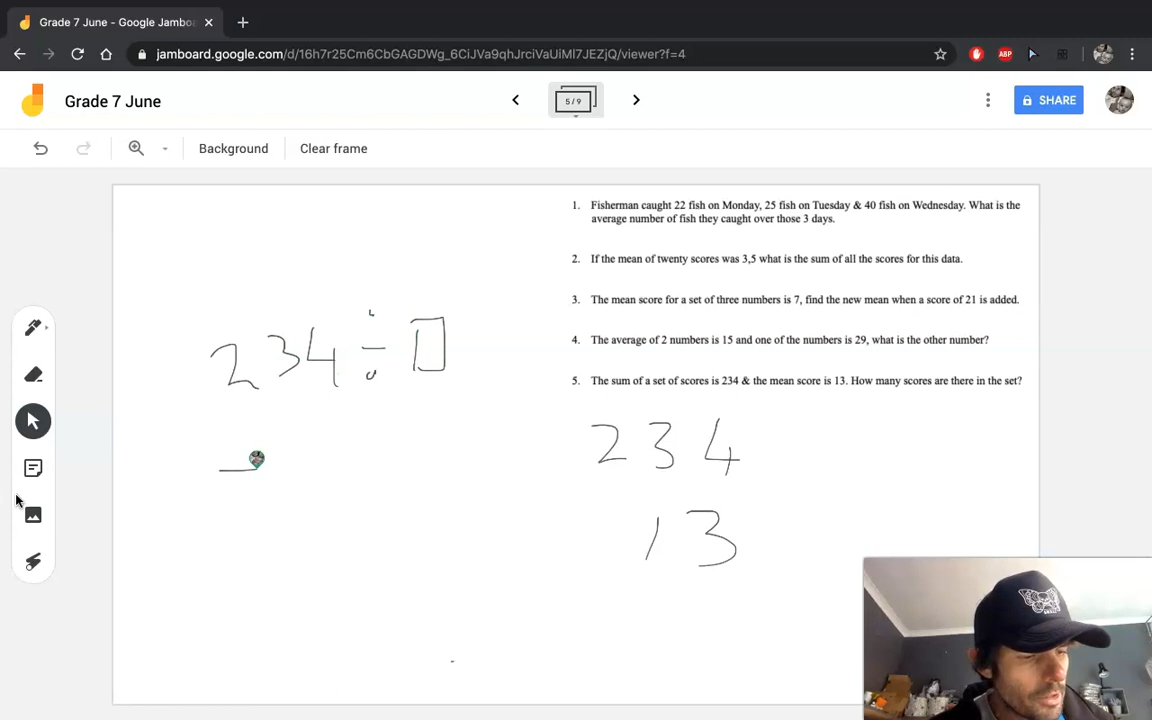 Grade 7 June - Google Jambo
jamboard.google.com/d/16h7r25Cm6CbGAGDWg_6CiJVa9qhJrciVaUiMl7JEZjQ/viewer?f=4
ABP
Grade 7 June
5/9
SHARE
Background
Clear frame
1. Fisherman caught 22 fish on Monday, 25 fish on Tuesday & 40 fish on Wednesday. What is the
average number of fish they caught over those 3 days.
2. If the mean of twenty scores was 3,5 what is the sum of all the scores for this data.
3. The mean score for a set of three numbers is 7, find the new mean when a score of 21 is added.
4. The average of 2 numbers is 15 and one of the numbers is 29, what is the other number?
5. The sum of a set of scores is 234 & the mean score is 13. How many scores are there in the set?
234 ÷ □
234
13